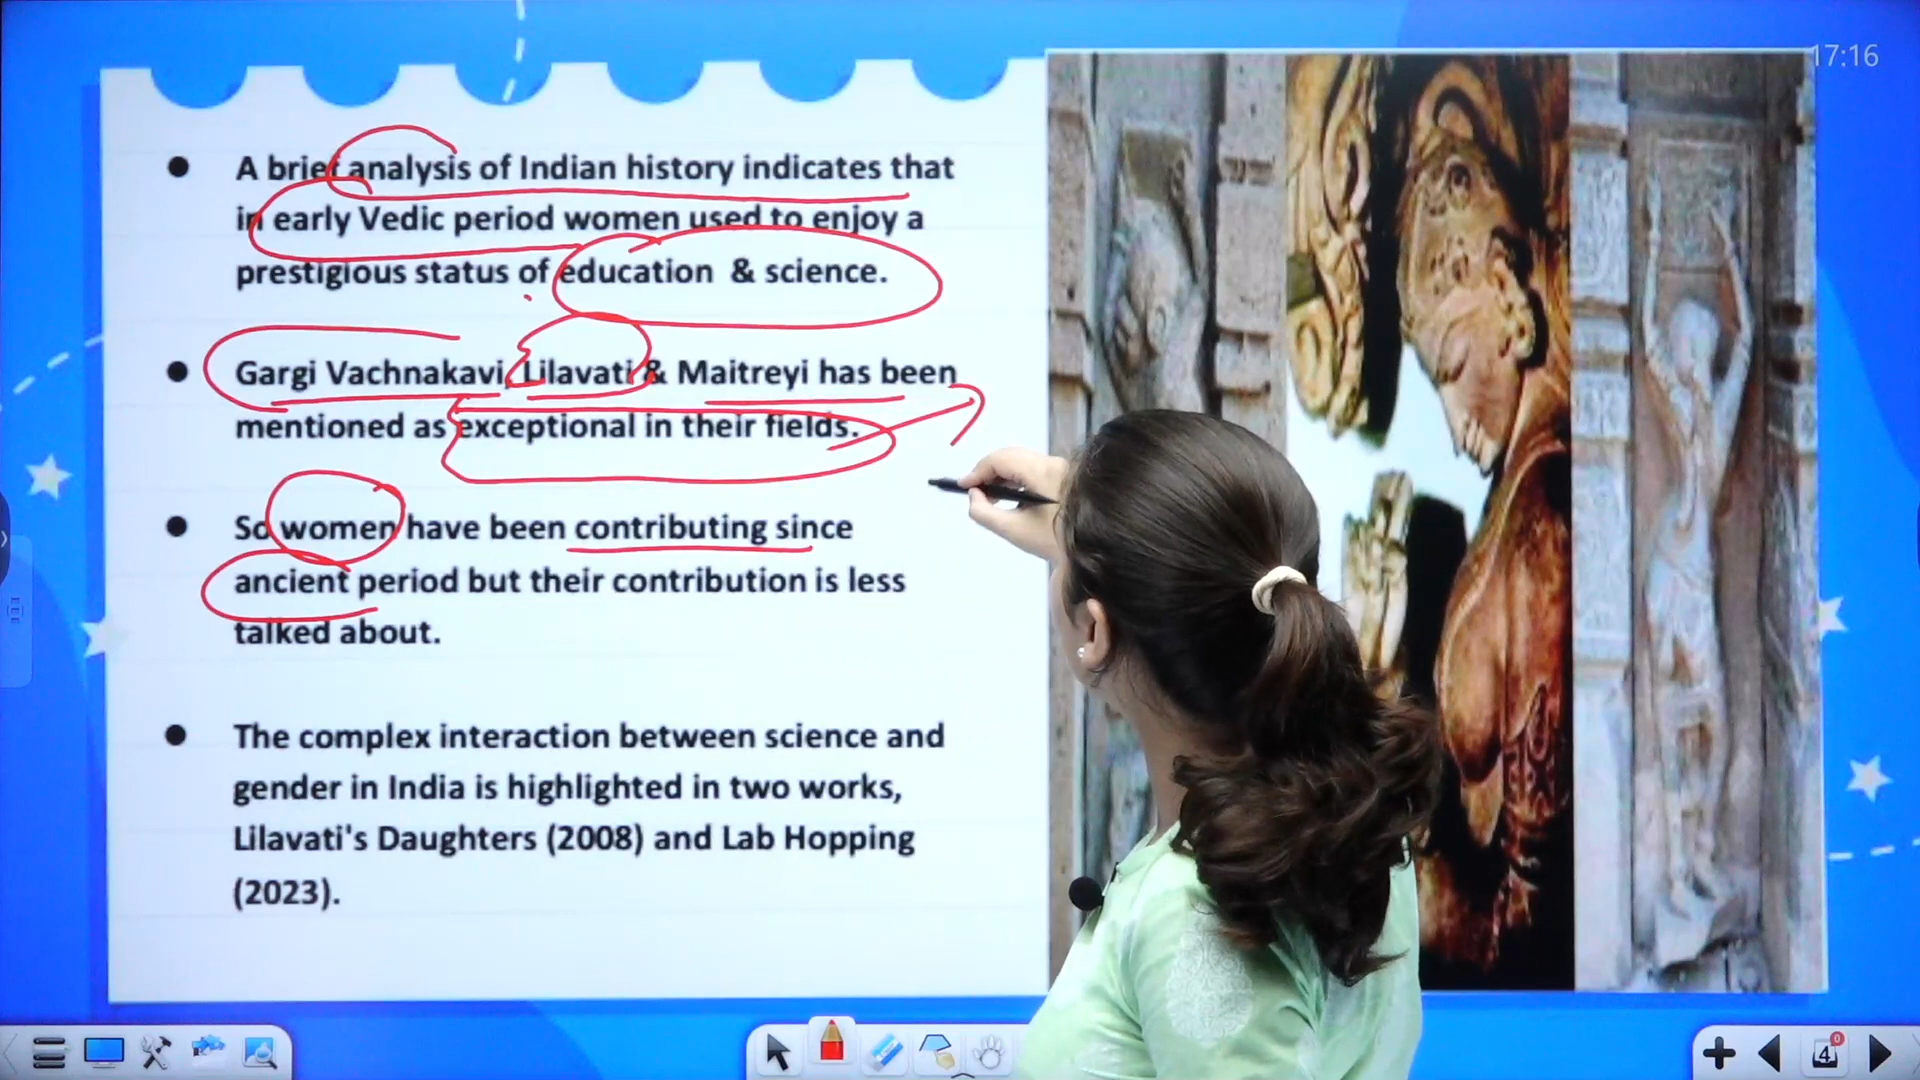 17:16
A brief analysis of Indian history indicates that
in early Vedic period women used to enjoy a
prestigious status of education & science.
Gargi Vachnakavi, Lilavati & Maitreyi has been
mentioned as exceptional in their fields.
So women have been contributing since
ancient period but their contribution is less
talked about.
The complex interaction between science and
gender in India is highlighted in two works,
Lilavati's Daughters (2008) and Lab Hopping
(2023).
4
0